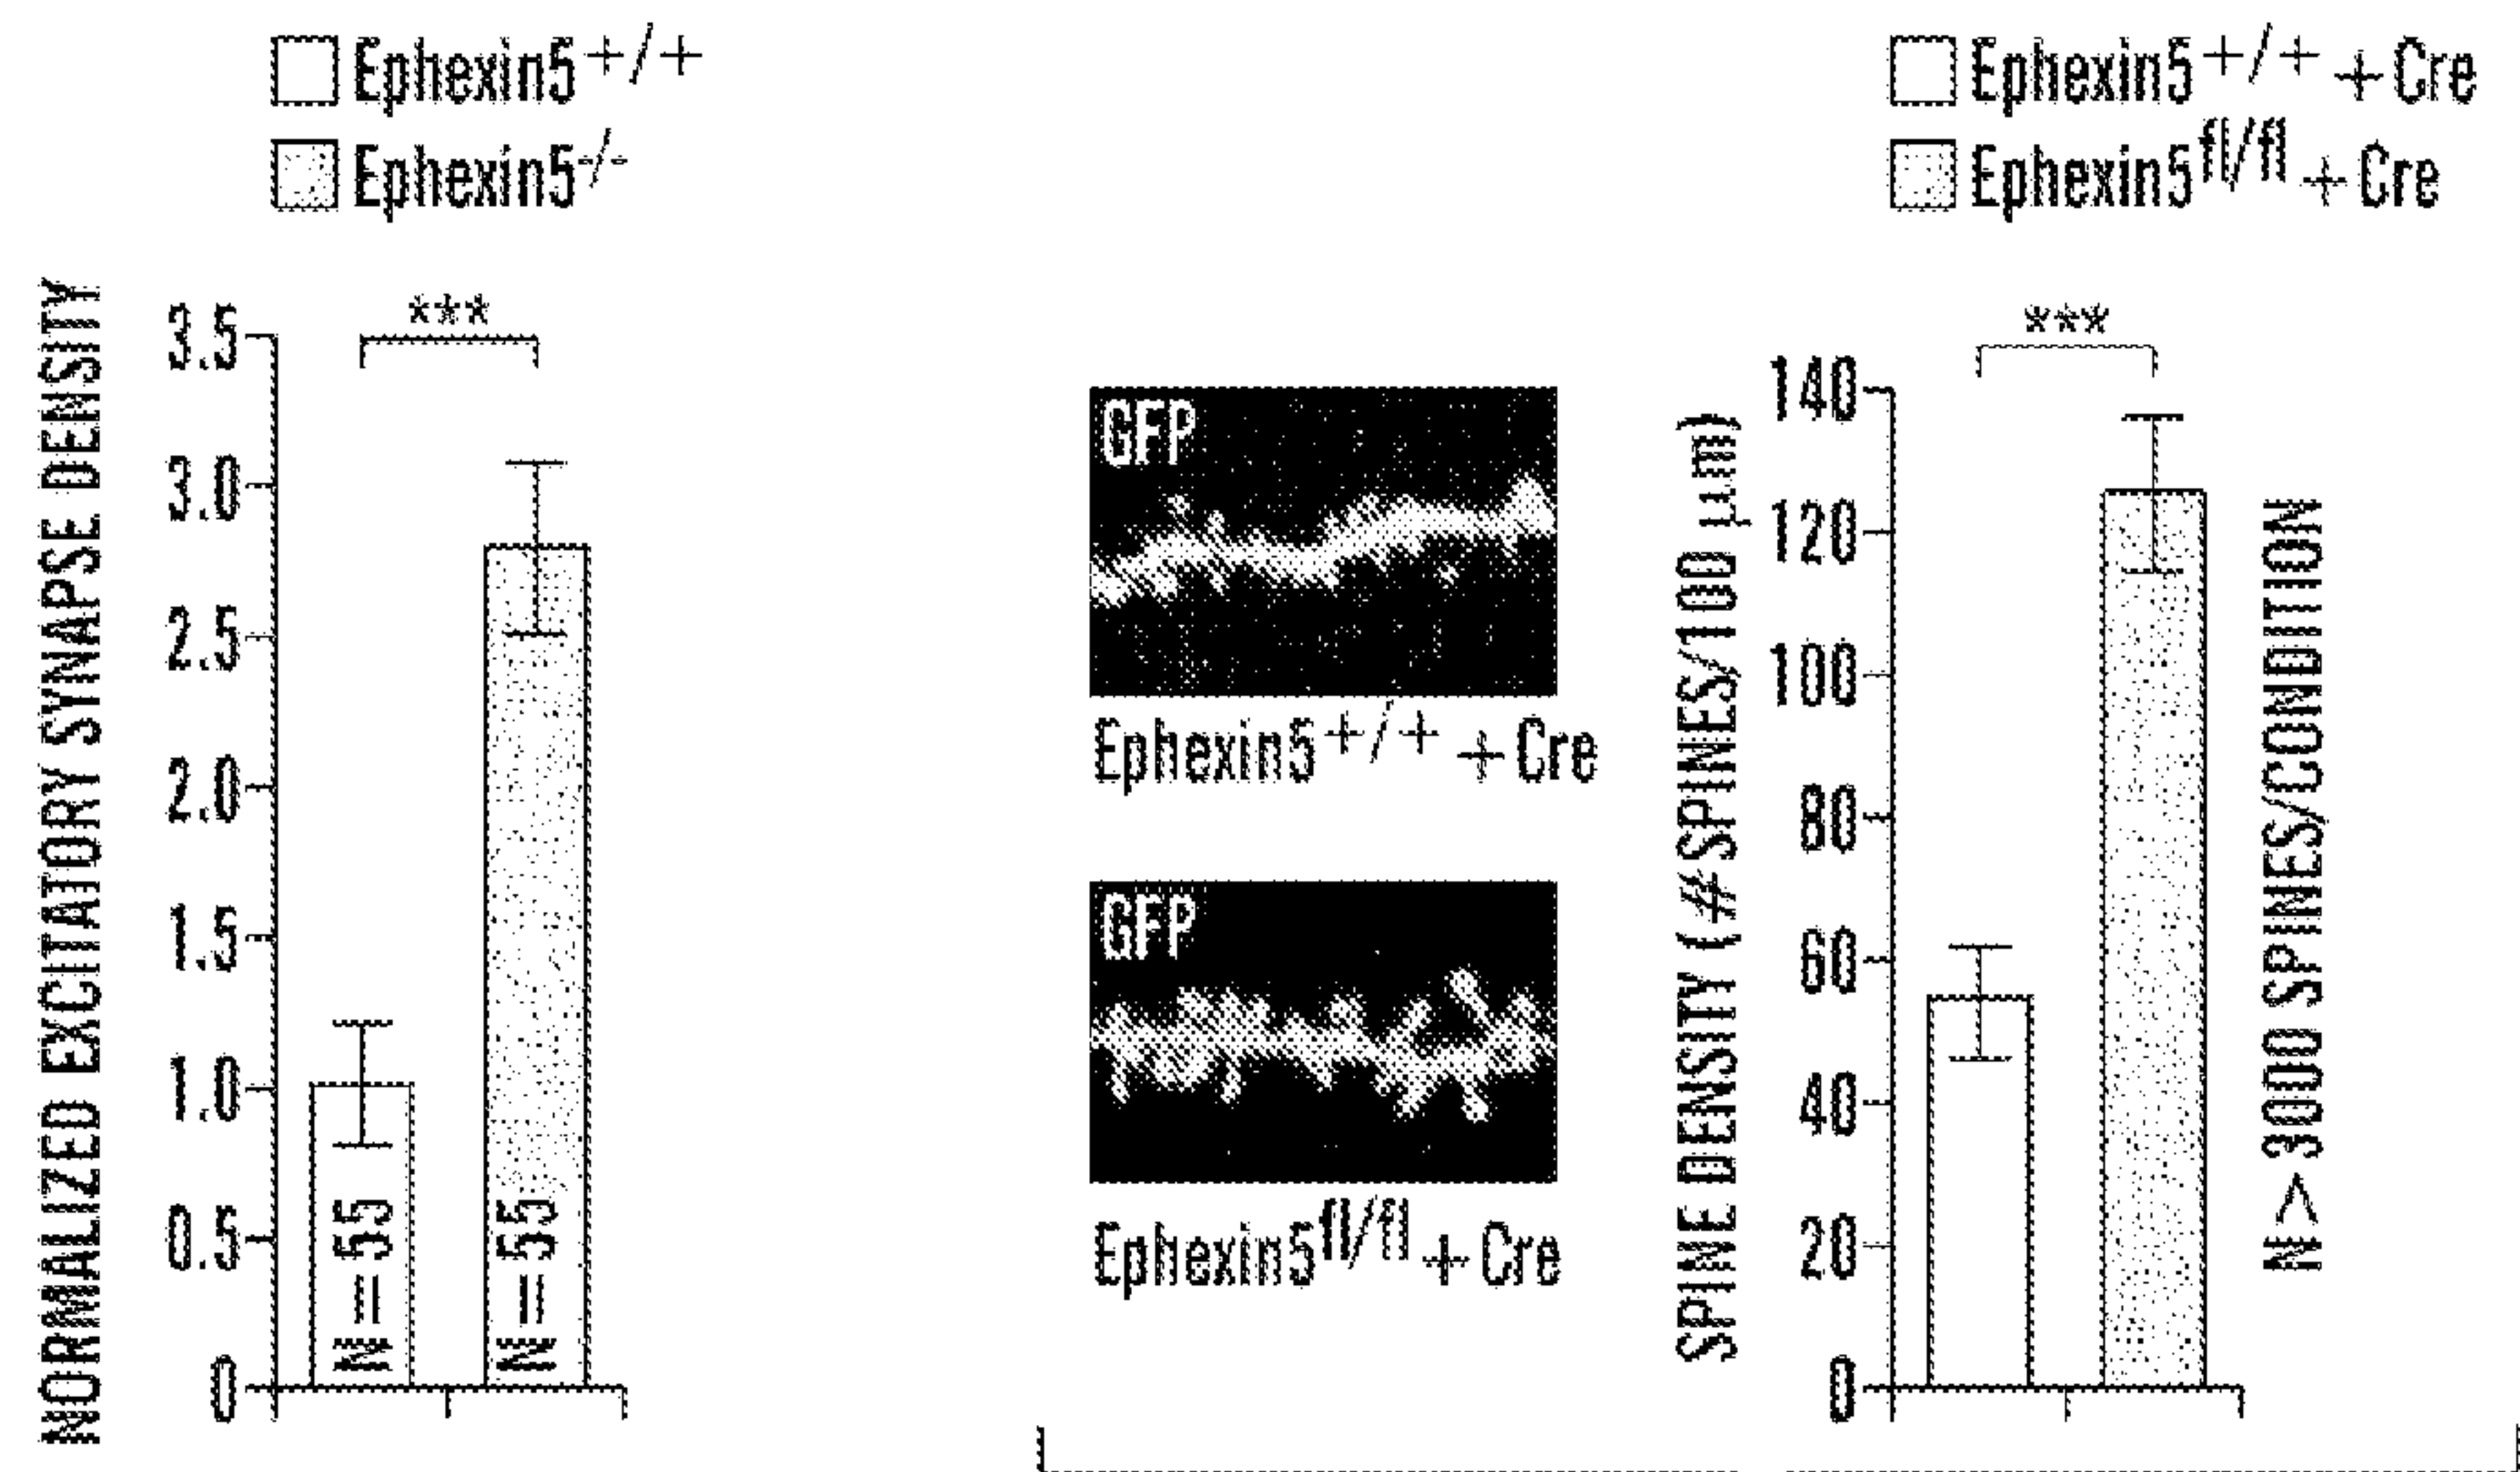 Ephexin5+/+
Ephexin5-/-
NORMALIZED EXCITATORY SYNAPSE DENSITY
***
3.5
3.0
2.5
2.0
1.5
1.0
0.5
0
N=55
N=55
GFP
Ephexin5+/+ +Cre
GFP
Ephexin5fl/fl +Cre
Ephexin5+/+ +Cre
Ephexin5fl/fl +Cre
SPINE DENSITY (#SPINES/100 µm)
***
140
120
100
80
60
40
20
0
N>3000 SPINES/CONDITION